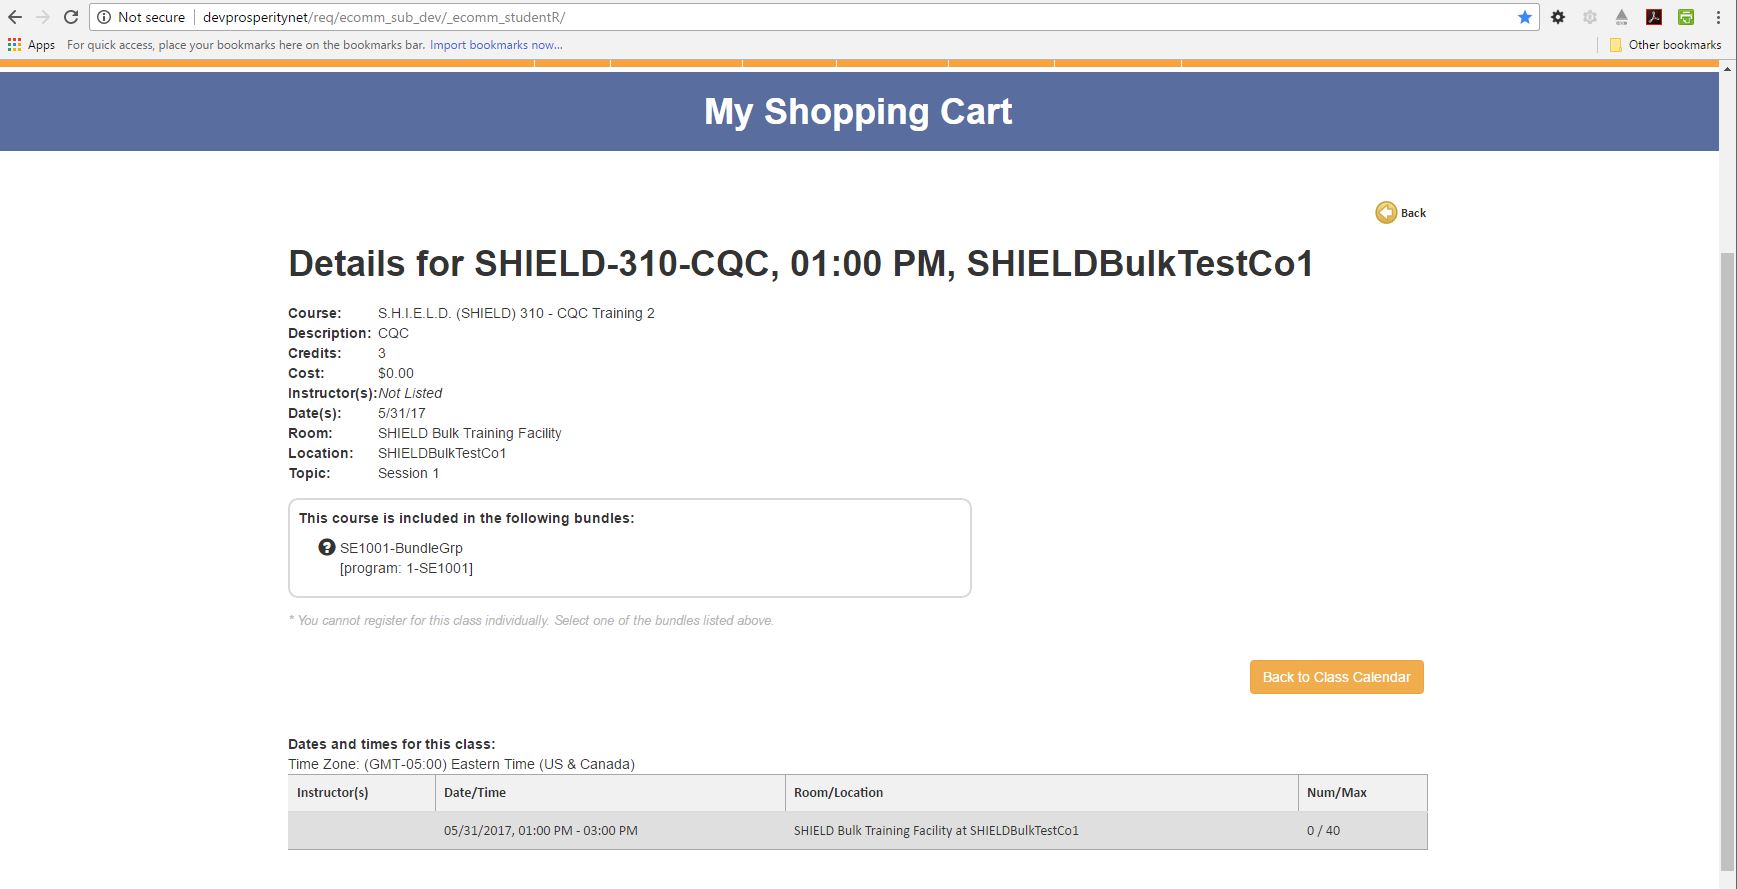 Not secure devprosperitynet/req/ecomm_sub_dev/_ecomm_studentR/
Apps For quick access, place your bookmarks here on the bookmarks bar. Import bookmarks now... Other bookmarks
My Shopping Cart
Back
Details for SHIELD-310-CQC, 01:00 PM, SHIELDBulkTestCo1
Course: S.H.I.E.L.D. (SHIELD) 310 - CQC Training 2
Description: CQC
Credits: 3
Cost: $0.00
Instructor(s): Not Listed
Date(s): 5/31/17
Room: SHIELD Bulk Training Facility
Location: SHIELDBulkTestCo1
Topic: Session 1
This course is included in the following bundles:
? SE1001-BundleGrp
[program: 1-SE1001]
* You cannot register for this class individually. Select one of the bundles listed above.
Back to Class Calendar
Dates and times for this class:
Time Zone: (GMT-05:00) Eastern Time (US & Canada)
Instructor(s) Date/Time Room/Location Num/Max
05/31/2017, 01:00 PM - 03:00 PM SHIELD Bulk Training Facility at SHIELDBulkTestCo1 0 / 40